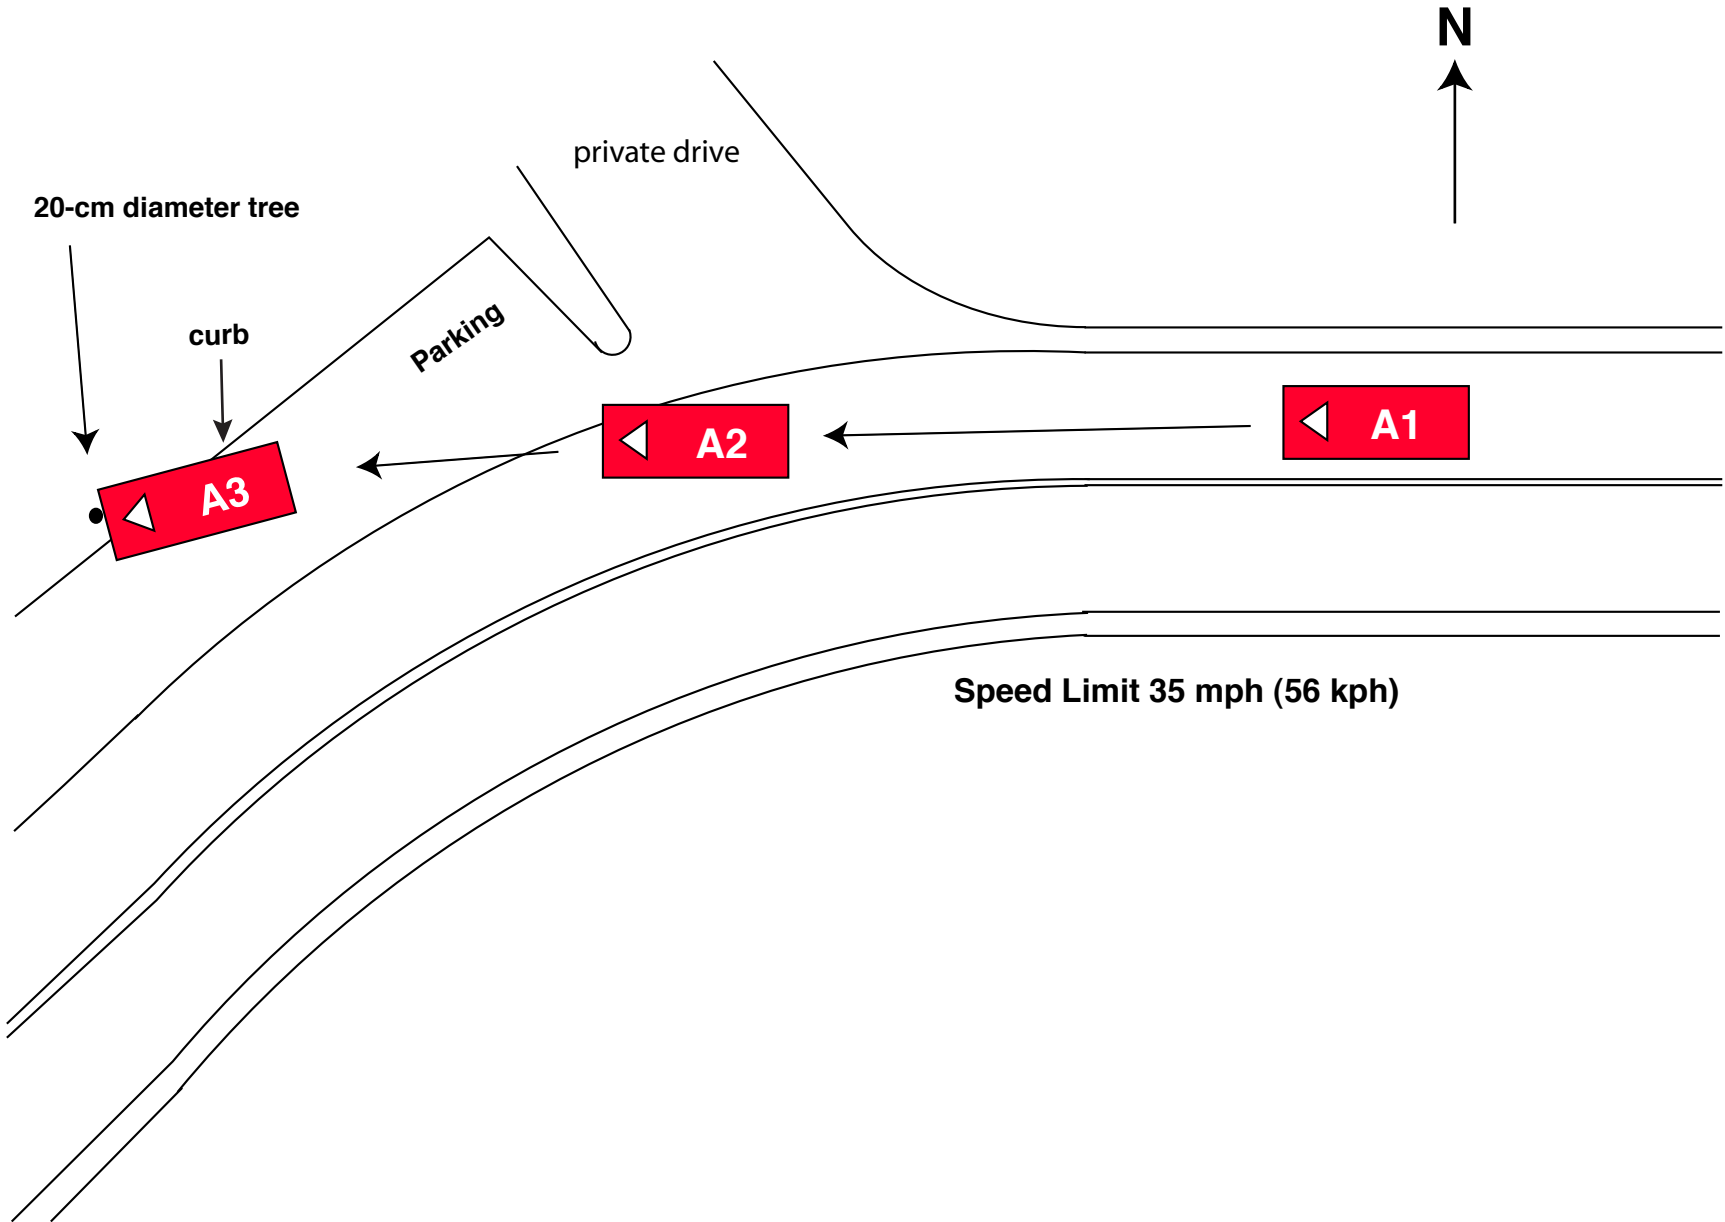 N
private drive
20-cm diameter tree
curb
Parking
A1
A2
A3
Speed Limit 35 mph (56 kph)